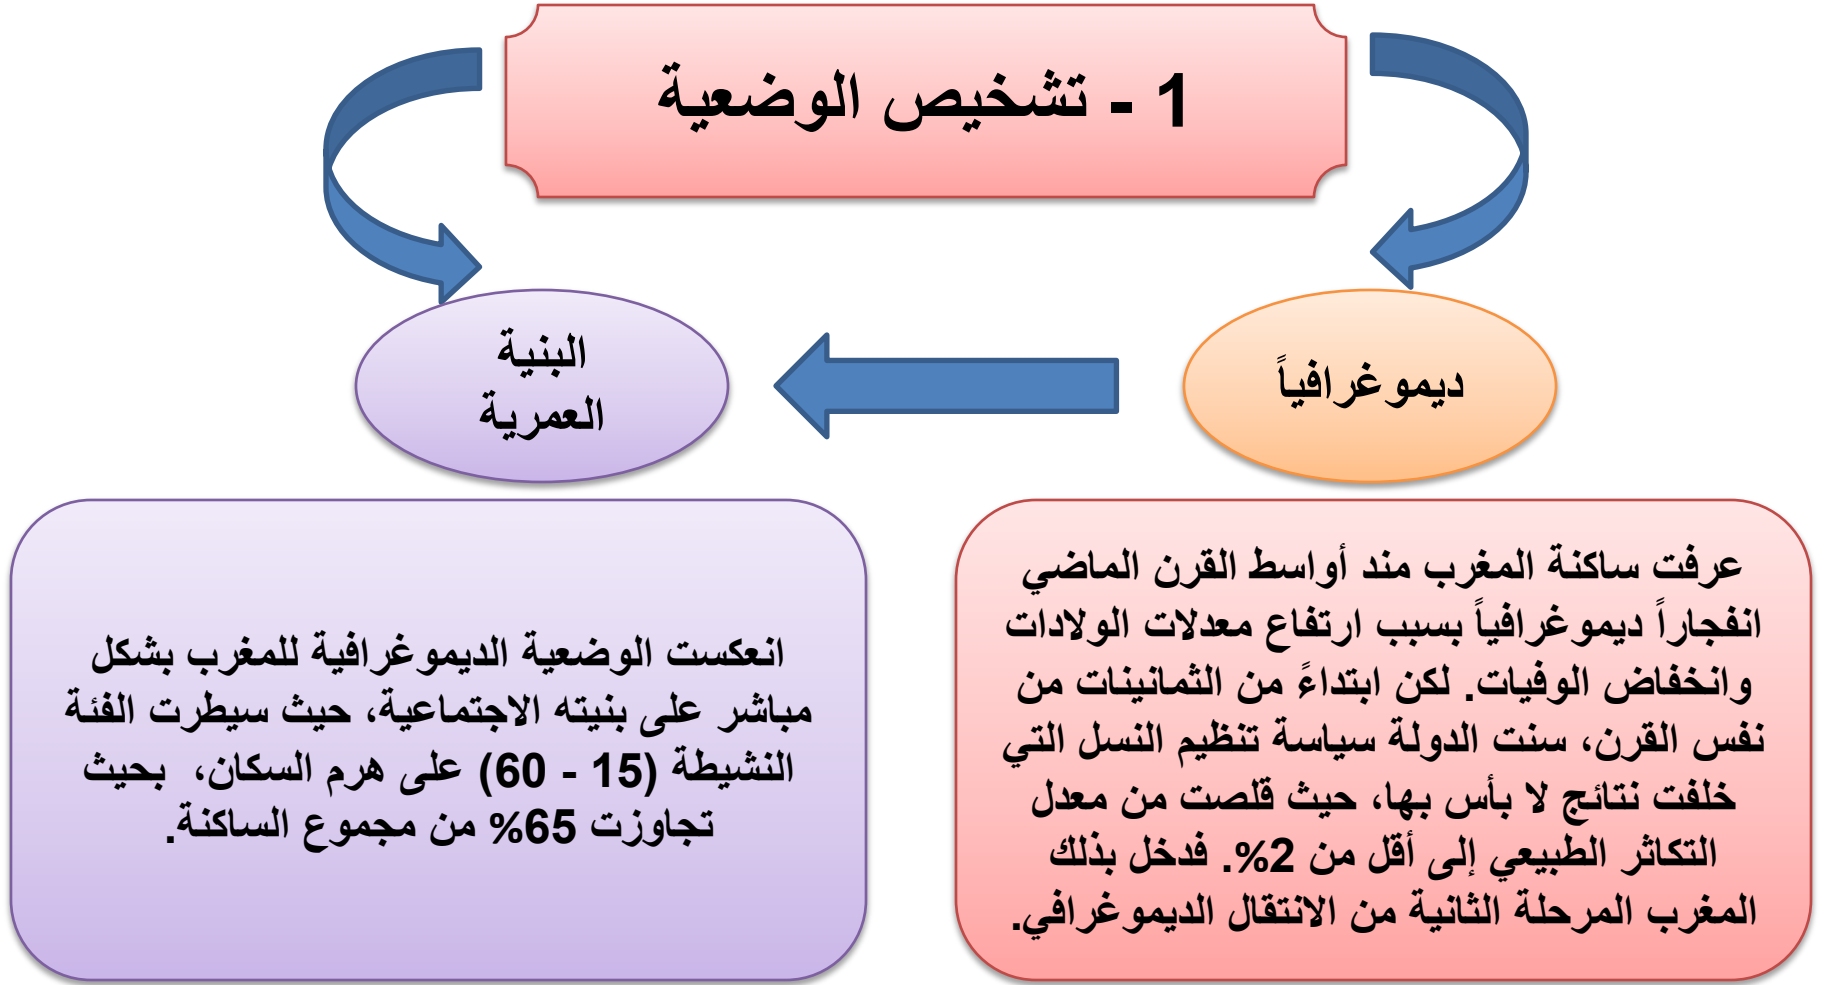 1 - تشخيص الوضعية
ديموغرافياً
البنية
العمرية
عرفت ساكنة المغرب مند أواسط القرن الماضي
انفجاراً ديموغرافياً بسبب ارتفاع معدلات الولادات
وانخفاض الوفيات. لكن ابتداءً من الثمانينات من
نفس القرن، سنت الدولة سياسة تنظيم النسل التي
خلفت نتائج لا بأس بها، حيث قلصت من معدل
التكاثر الطبيعي إلى أقل من 2%. فدخل بذلك
المغرب المرحلة الثانية من الانتقال الديموغرافي.
انعكست الوضعية الديموغرافية للمغرب بشكل
مباشر على بنيته الاجتماعية، حيث سيطرت الفئة
النشيطة (15 - 60) على هرم السكان، بحيث
تجاوزت 65% من مجموع الساكنة.